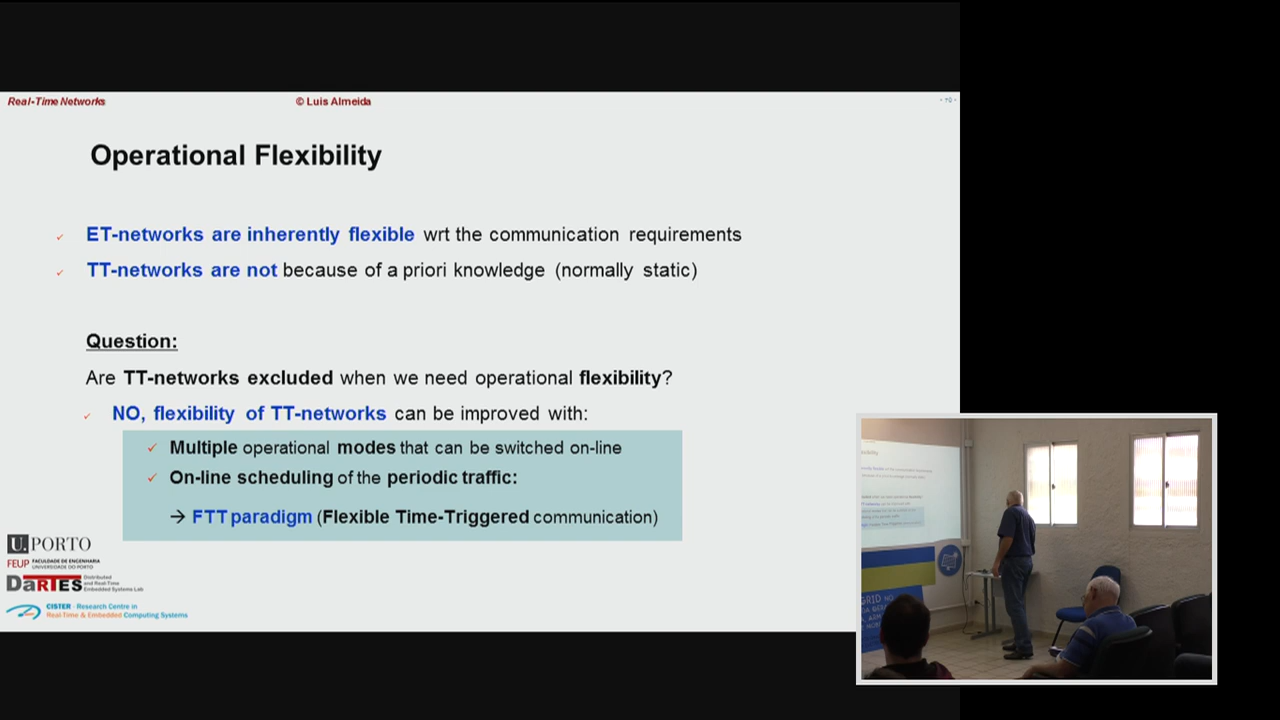 Real-Time Networks
© Luis Almeida
Operational Flexibility
✓ ET-networks are inherently flexible wrt the communication requirements
✓ TT-networks are not because of a priori knowledge (normally static)
Question:
Are TT-networks excluded when we need operational flexibility?
✓ NO, flexibility of TT-networks can be improved with:
✓ Multiple operational modes that can be switched on-line
✓ On-line scheduling of the periodic traffic:
→ FTT paradigm (Flexible Time-Triggered communication)
U.PORTO
FEUP FACULDADE DE ENGENHARIA
UNIVERSIDADE DO PORTO
DaRTES Distributed
and Real-Time
Embedded Systems Lab
CISTER - Research Centre in
Real-Time & Embedded Computing Systems
GRID NO